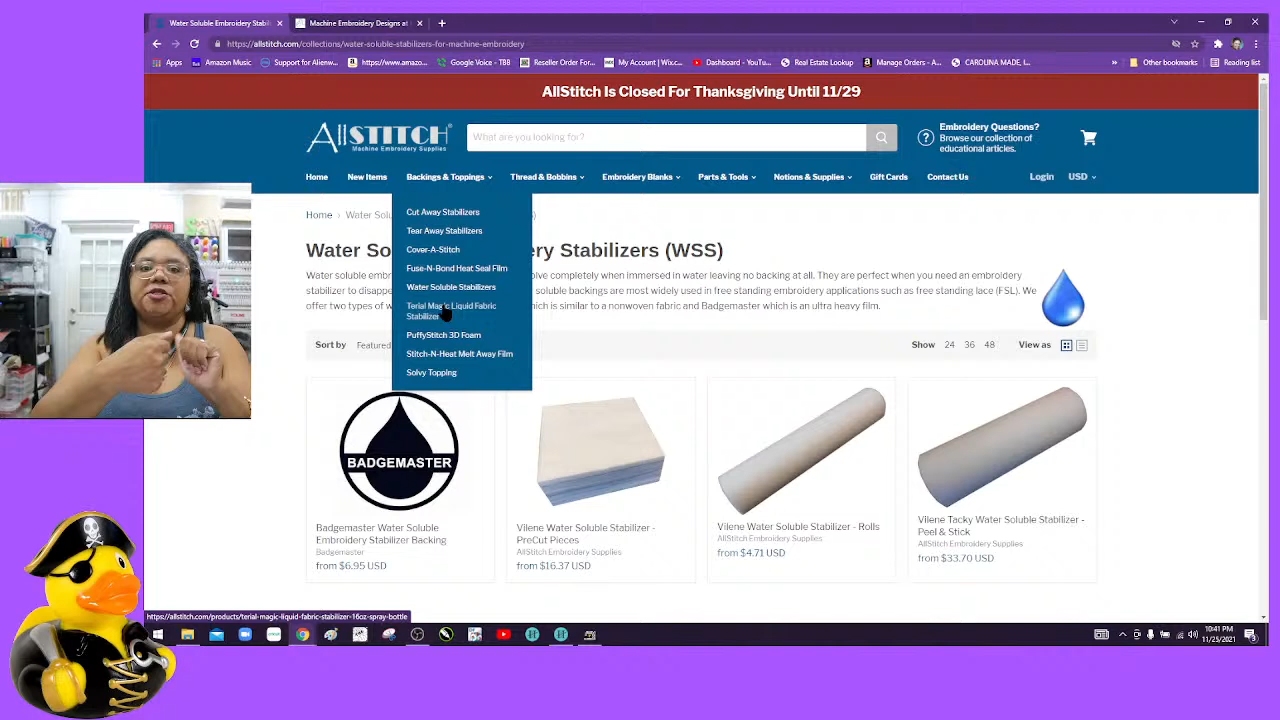 Water Soluble Embroidery Stabil
Machine Embroidery Designs at
https://allstitch.com/collections/water-soluble-stabilizers-for-machine-embroidery
Apps
Amazon Music
Support for Alienw...
https://www.amazo...
Google Voice - TBB
Reseller Order For...
My Account | Wix.c...
Dashboard - YouTu...
Real Estate Lookup
Manage Orders - A...
CAROLINA MADE, I...
Other bookmarks
Reading list
AllStitch Is Closed For Thanksgiving Until 11/29
AllSTITCH
Machine Embroidery Supplies
What are you looking for?
Embroidery Questions?
Browse our collection of
educational articles.
Home
New Items
Backings & Toppings
Thread & Bobbins
Embroidery Blanks
Parts & Tools
Notions & Supplies
Gift Cards
Contact Us
Login
USD
Cut Away Stabilizers
Tear Away Stabilizers
Cover-A-Stitch
Fuse-N-Bond Heat Seal Film
Water Soluble Stabilizers
Terial Magic Liquid Fabric
Stabilizer
PuffyStitch 3D Foam
Stitch-N-Heat Melt Away Film
Solvy Topping
Home › Water Solu
Water So ery Stabilizers (WSS)
Water soluble emb olve completely when immersed in water leaving no backing at all. They are perfect when you need an embroidery
stabilizer to disappe soluble backings are most widely used in free standing embroidery applications such as free standing lace (FSL). We
offer two types of w which is similar to a nonwoven fabric and Badgemaster which is an ultra heavy film.
Sort by Featured
Show 24 36 48 View as
BADGEMASTER
Badgemaster Water Soluble
Embroidery Stabilizer Backing
Badgemaster
from $6.95 USD
Vilene Water Soluble Stabilizer -
PreCut Pieces
AllStitch Embroidery Supplies
from $16.37 USD
Vilene Water Soluble Stabilizer - Rolls
AllStitch Embroidery Supplies
from $4.71 USD
Vilene Tacky Water Soluble Stabilizer -
Peel & Stick
AllStitch Embroidery Supplies
from $33.70 USD
https://allstitch.com/products/terial-magic-liquid-fabric-stabilizer-16oz-spray-bottle
10:41 PM
11/25/2021